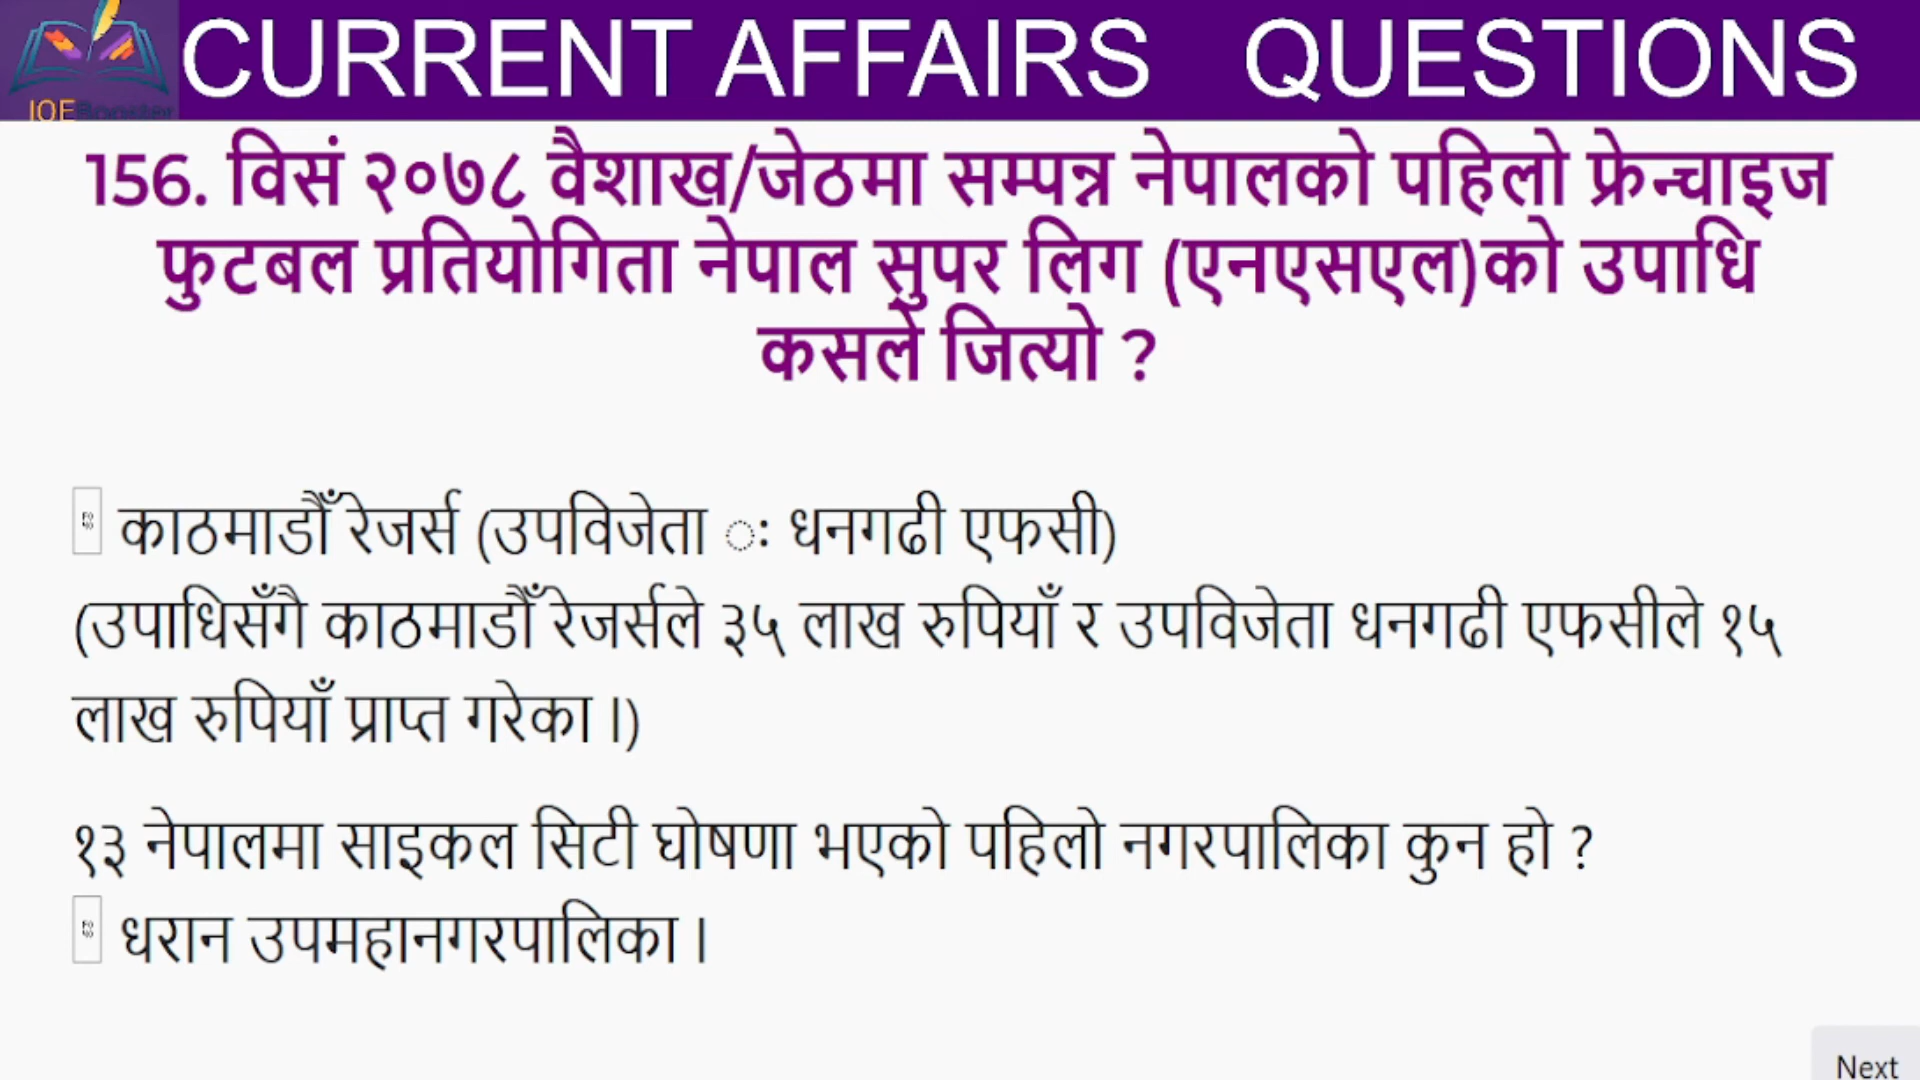 CURRENT AFFAIRS QUESTIONS
IOE Booster
156. विसं २०७८ वैशाख/जेठमा सम्पन्न नेपालको पहिलो फ्रेन्चाइज
फुटबल प्रतियोगिता नेपाल सुपर लिग (एनएसएल)को उपाधि
कसले जित्यो ?
काठमाडौँ रेजर्स (उपविजेता ः धनगढी एफसी)
(उपाधिसँगै काठमाडौँ रेजर्सले ३५ लाख रुपियाँ र उपविजेता धनगढी एफसीले १५
लाख रुपियाँ प्राप्त गरेका ।)
१३ नेपालमा साइकल सिटी घोषणा भएको पहिलो नगरपालिका कुन हो ?
धरान उपमहानगरपालिका ।
Next